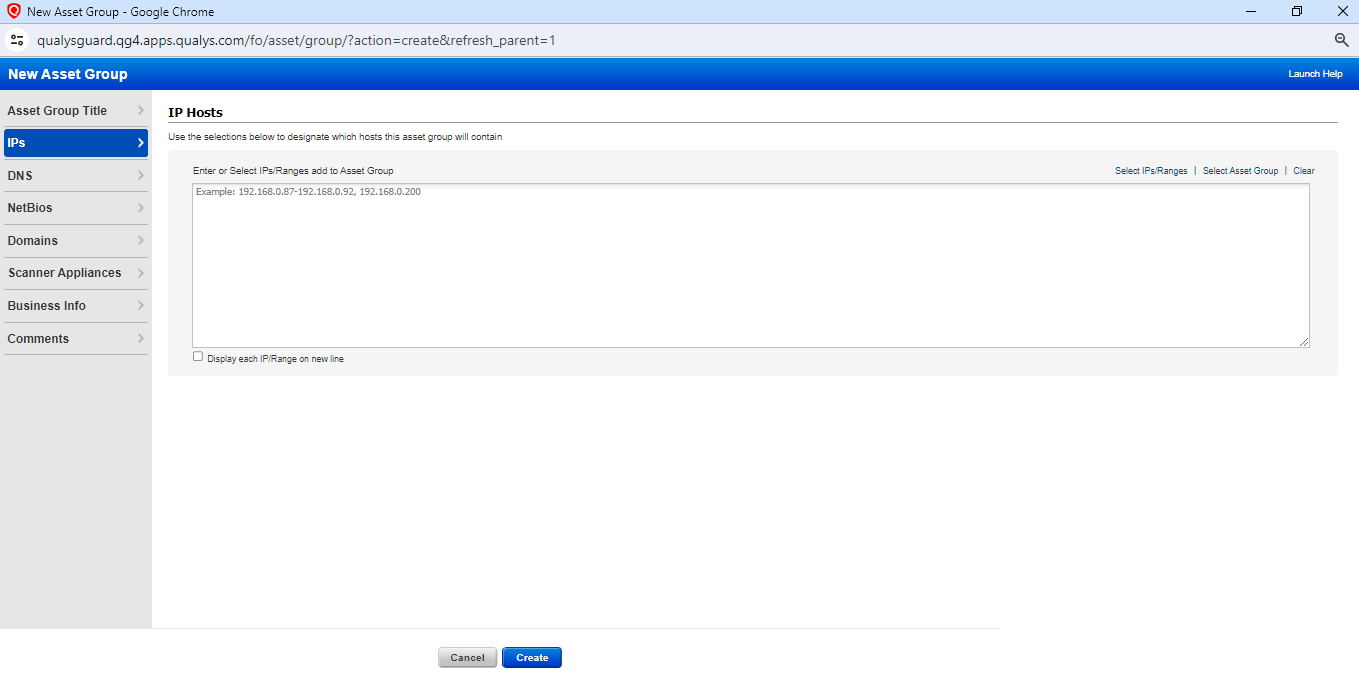 New Asset Group - Google Chrome
qualysguard.qg4.apps.qualys.com/fo/asset/group/?action=create&refresh_parent=1
New Asset Group
Launch Help
Asset Group Title
IPs
DNS
NetBios
Domains
Scanner Appliances
Business Info
Comments
IP Hosts
Use the selections below to designate which hosts this asset group will contain
Enter or Select IPs/Ranges add to Asset Group
Select IPs/Ranges | Select Asset Group | Clear
Example: 192.168.0.87-192.168.0.92, 192.168.0.200
Display each IP/Range on new line
Cancel
Create